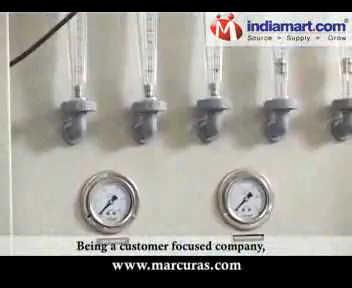 indiamart.com
Source • Supply • Grow
Being a customer focused company,
www.marcuras.com